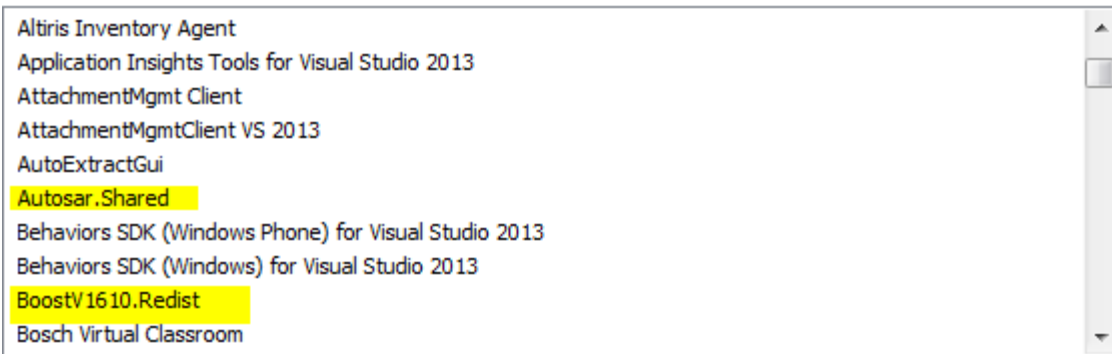 Altiris Inventory Agent
Application Insights Tools for Visual Studio 2013
AttachmentMgmt Client
AttachmentMgmtClient VS 2013
AutoExtractGui
Autosar.Shared
Behaviors SDK (Windows Phone) for Visual Studio 2013
Behaviors SDK (Windows) for Visual Studio 2013
BoostV1610.Redist
Bosch Virtual Classroom